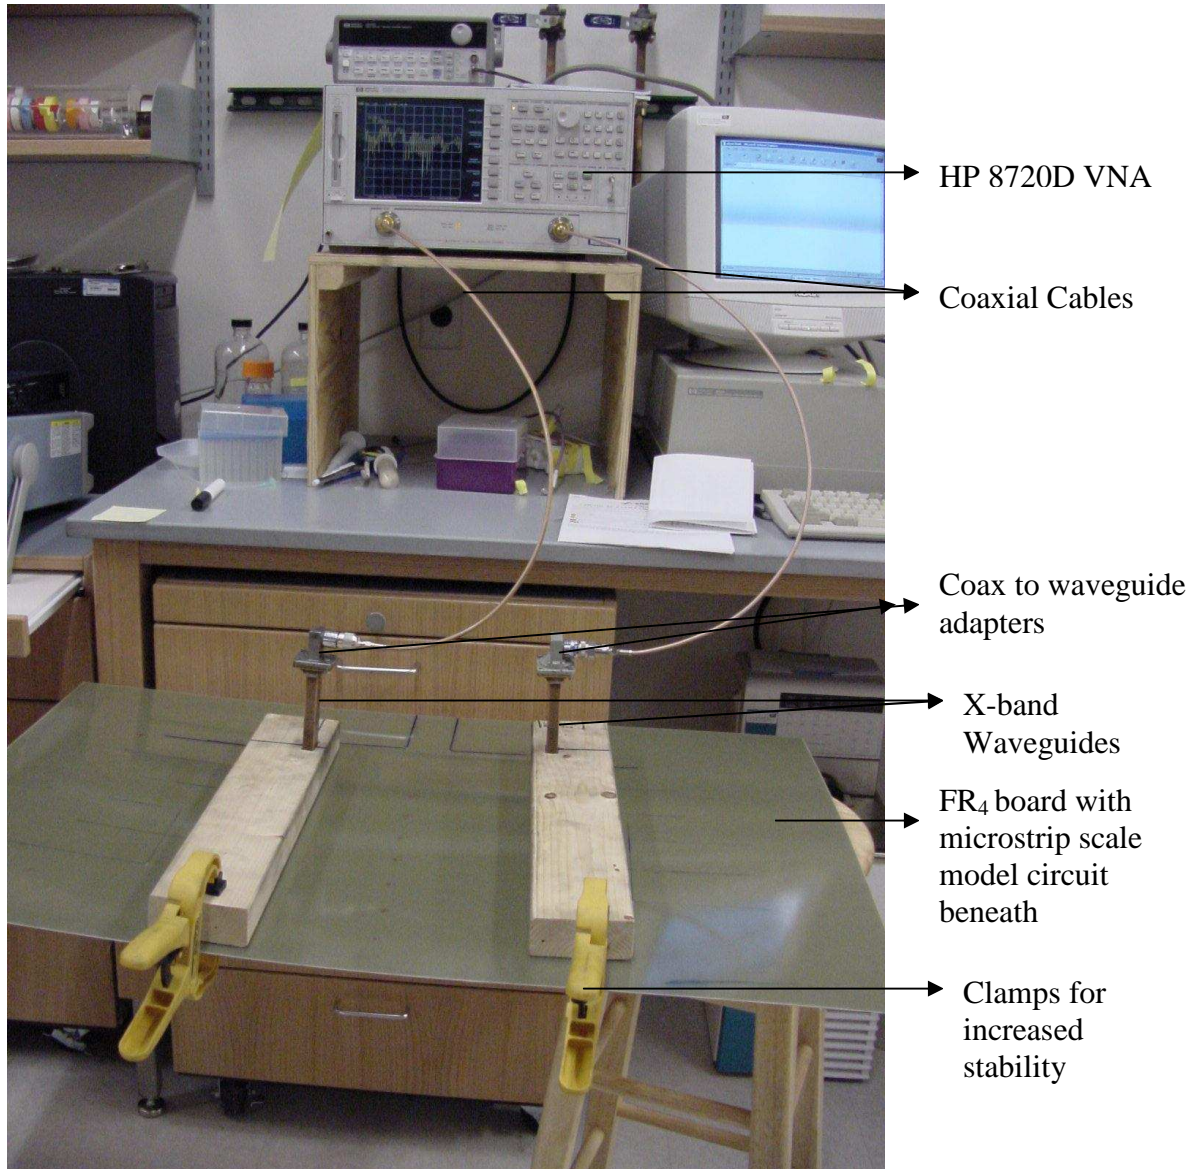 HP 8720D VNA
Coaxial Cables
Coax to waveguide
adapters
X-band
Waveguides
FR₄ board with
microstrip scale
model circuit
beneath
Clamps for
increased
stability